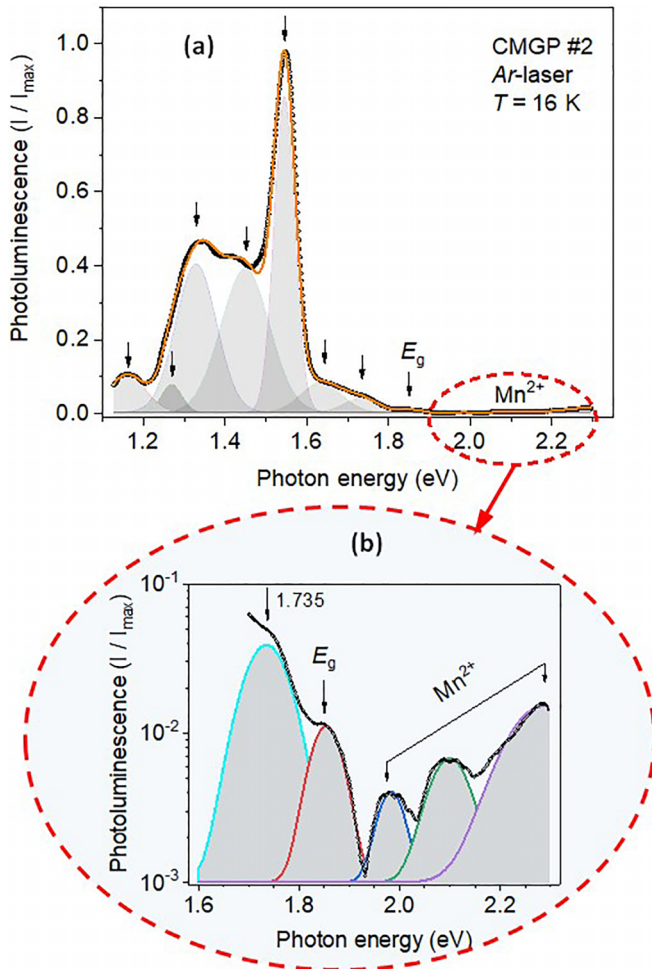 (a)
CMGP #2
Ar-laser
T = 16 K
Photoluminescence (I / Imax)
1.0
0.8
0.6
0.4
0.2
0.0
Eg
Mn2+
1.2 1.4 1.6 1.8 2.0 2.2
Photon energy (eV)
(b)
Photoluminescence (I / Imax)
10-1
10-2
10-3
1.735
Eg
Mn2+
1.6 1.8 2.0 2.2
Photon energy (eV)